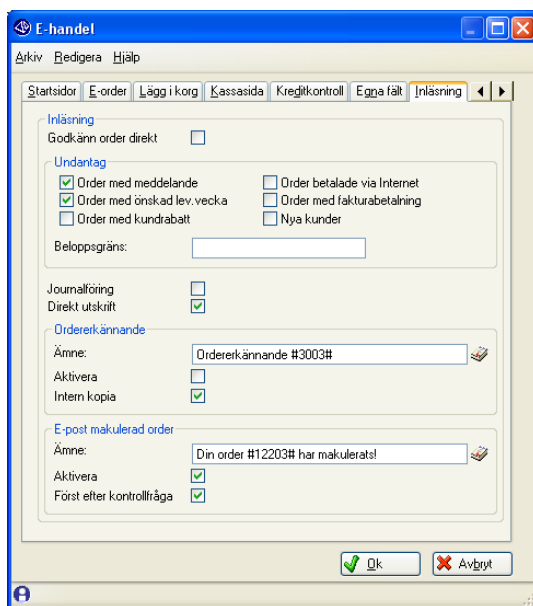 E-handel
Arkiv Redigera Hjälp
Startsidor E-order Lägg i korg Kassasida Kreditkontroll Egna fält Inläsning
Inläsning
Godkänn order direkt
Undantag
Order med meddelande Order betalade via Internet
Order med önskad lev.vecka Order med fakturabetalning
Order med kundrabatt Nya kunder
Beloppsgräns:
Journalföring
Direkt utskrift
Ordererkännande
Ämne: Ordererkännande #3003#
Aktivera
Intern kopia
E-post makulerad order
Ämne: Din order #12203# har makulerats!
Aktivera
Först efter kontrollfråga
Ok Avbryt